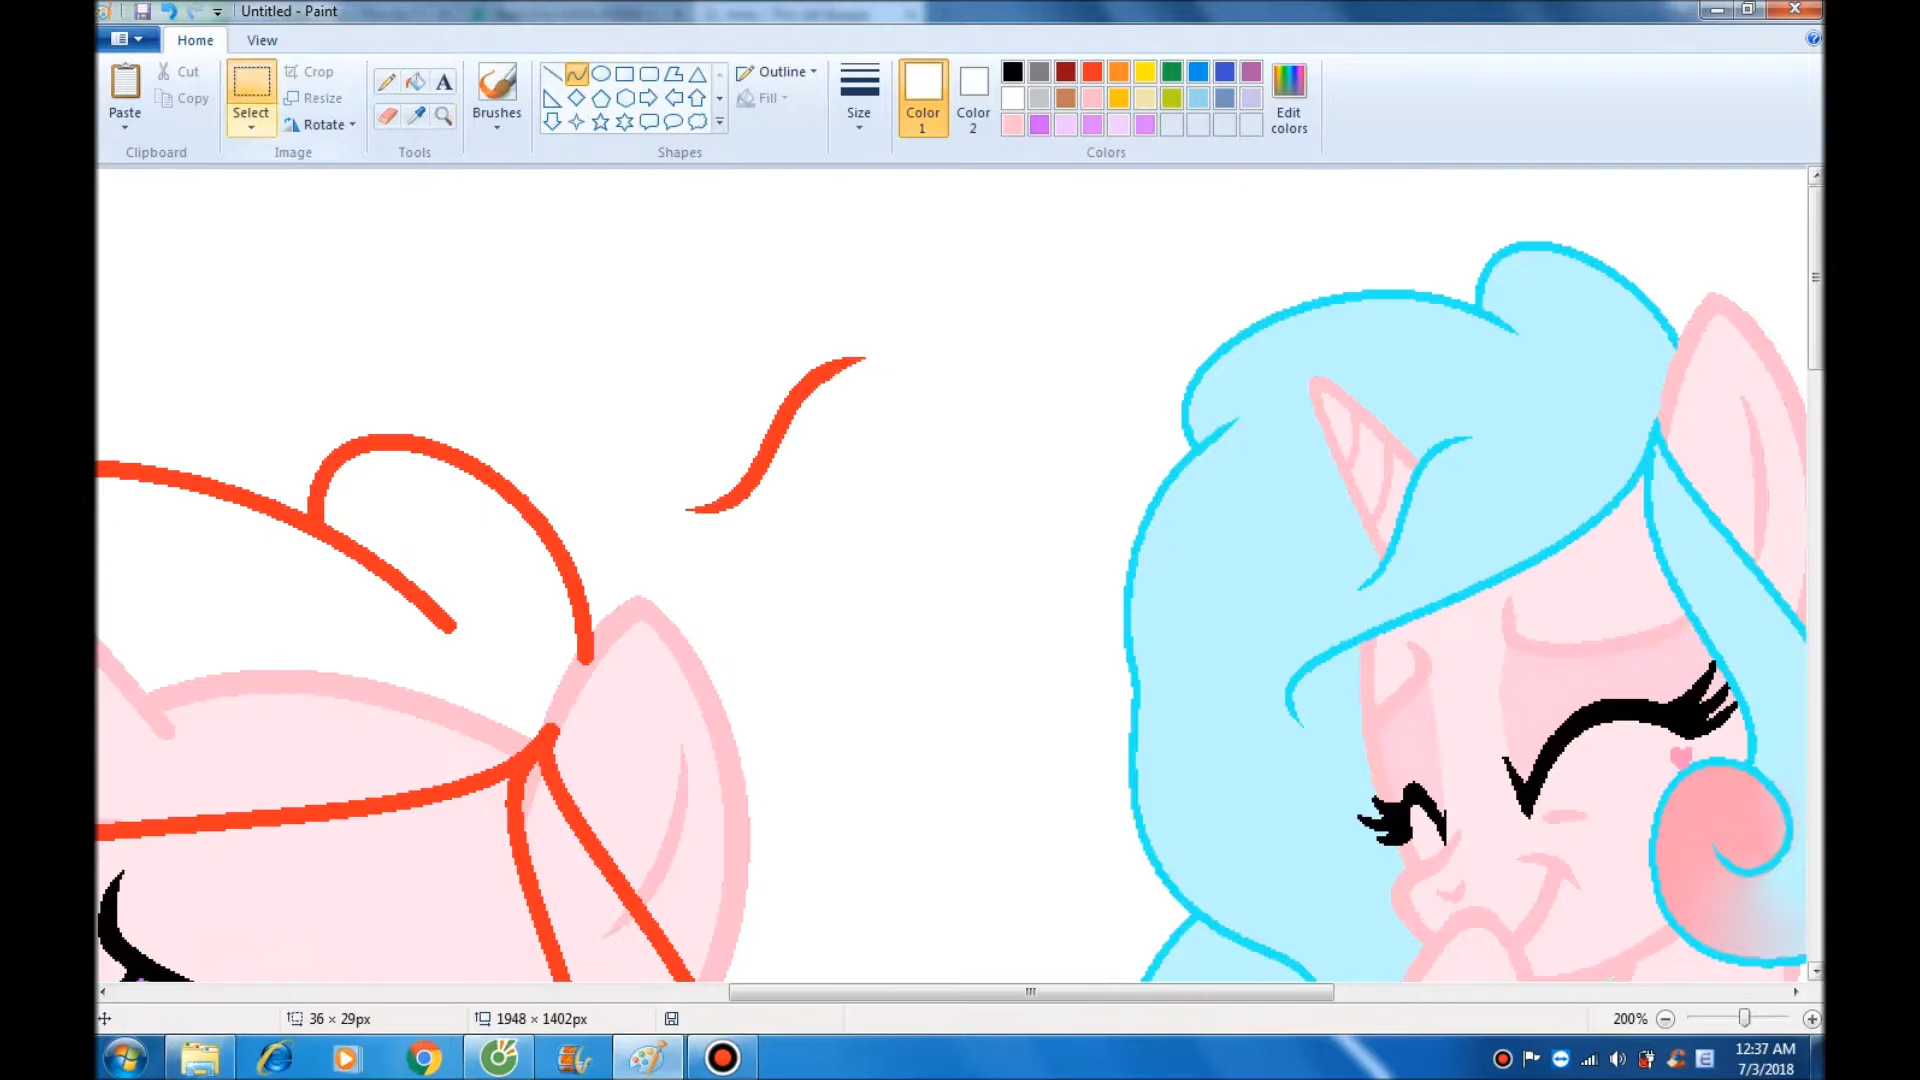 Untitled - Paint
Home
View
Paste
Cut
Copy
Clipboard
Select
Crop
Resize
Rotate
Image
A
Tools
Brushes
Outline
Fill
Shapes
Size
Color 1
Color 2
Edit colors
Colors
36 × 29px
1948 × 1402px
200%
12:37 AM
7/3/2018